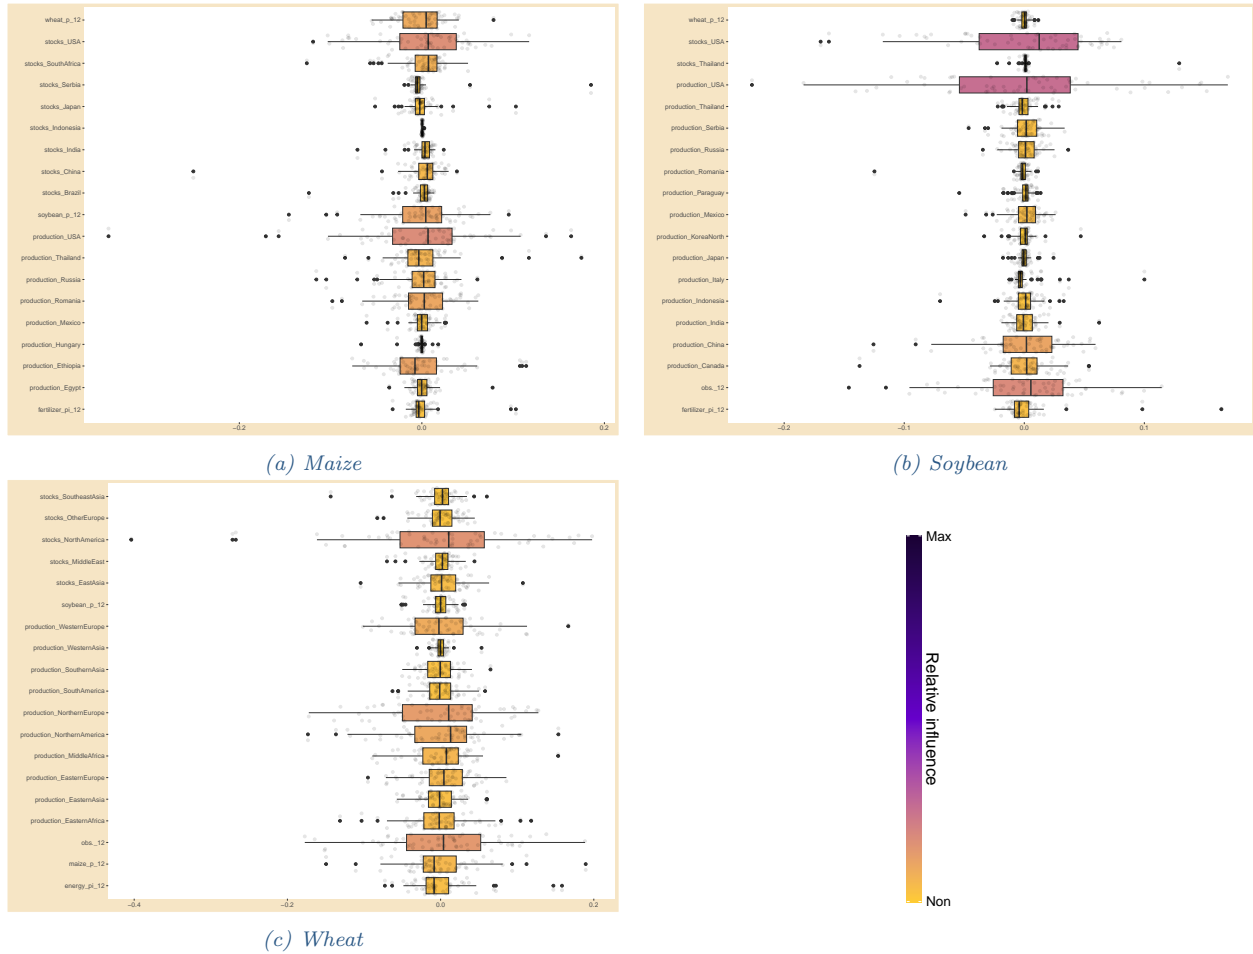 wheat_p_12
stocks_USA
stocks_SouthAfrica
stocks_Serbia
stocks_Japan
stocks_Indonesia
stocks_India
stocks_China
stocks_Brazil
soybean_p_12
production_USA
production_Thailand
production_Russia
production_Romania
production_Mexico
production_Hungary
production_Ethiopia
production_Egypt
fertilizer_pi_12
−0.2 0.0 0.2
(a) Maize
wheat_p_12
stocks_USA
stocks_Thailand
production_USA
production_Thailand
production_Serbia
production_Russia
production_Romania
production_Paraguay
production_Mexico
production_KoreaNorth
production_Japan
production_Italy
production_Indonesia
production_India
production_China
production_Canada
obs._12
fertilizer_pi_12
−0.2 −0.1 0.0 0.1
(b) Soybean
stocks_SoutheastAsia
stocks_OtherEurope
stocks_NorthAmerica
stocks_MiddleEast
stocks_EastAsia
soybean_p_12
production_WesternEurope
production_WesternAsia
production_SouthernAsia
production_SouthAmerica
production_NorthernEurope
production_NorthernAmerica
production_MiddleAfrica
production_EasternEurope
production_EasternAsia
production_EasternAfrica
obs._12
maize_p_12
energy_pi_12
−0.4 −0.2 0.0 0.2
(c) Wheat
Max
Relative influence
Non